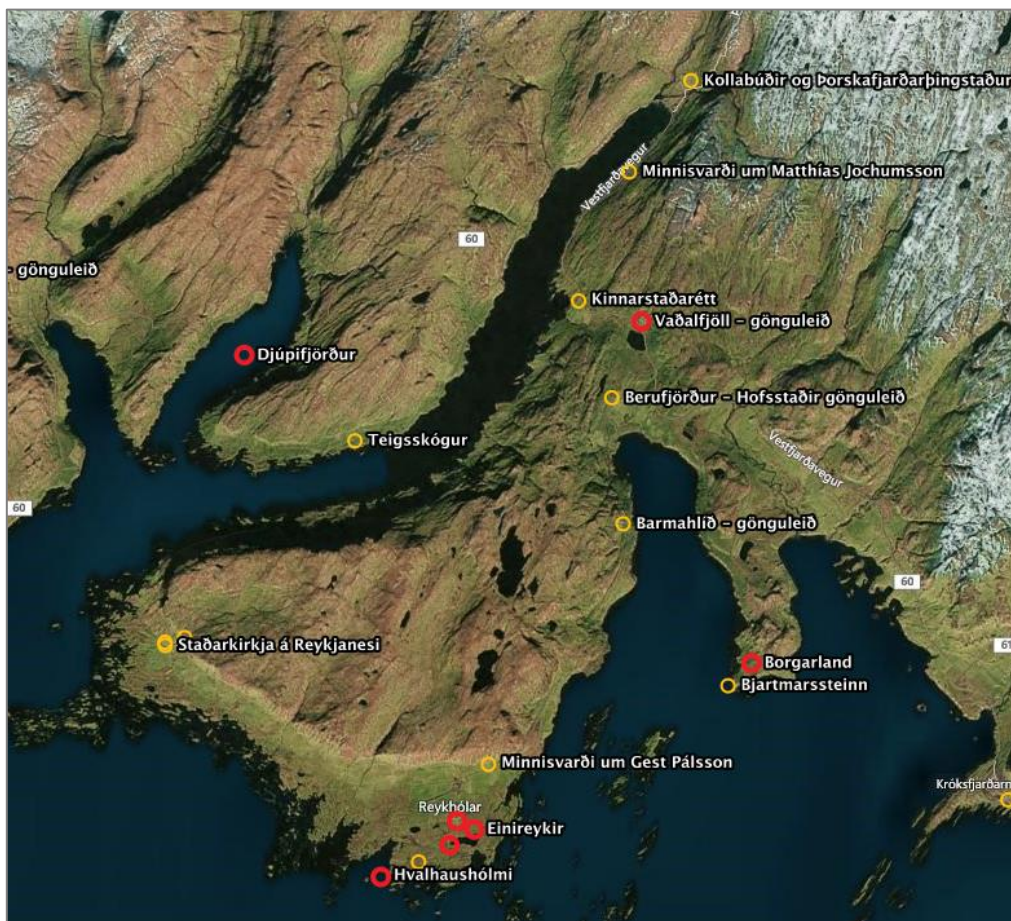 Kollabúðir og Þorskafjarðarþingstaður
Vestfjarðavegur
Minnisvarði um Matthías Jochumsson
60
- gönguleið
Kinnarstaðarétt
Vaðalfjöll - gönguleið
Djúpifjörður
Berufjörður - Hofsstaðir gönguleið
Teigsskógur
Vestfjarðavegur
60
Barmahlíð - gönguleið
60
Staðarkirkja á Reykjanesi
61
Borgarland
Bjartmarssteinn
Minnisvarði um Gest Pálsson
Króksfjarðarn
Reykhólar
Einireykir
Hvalhaushólmi